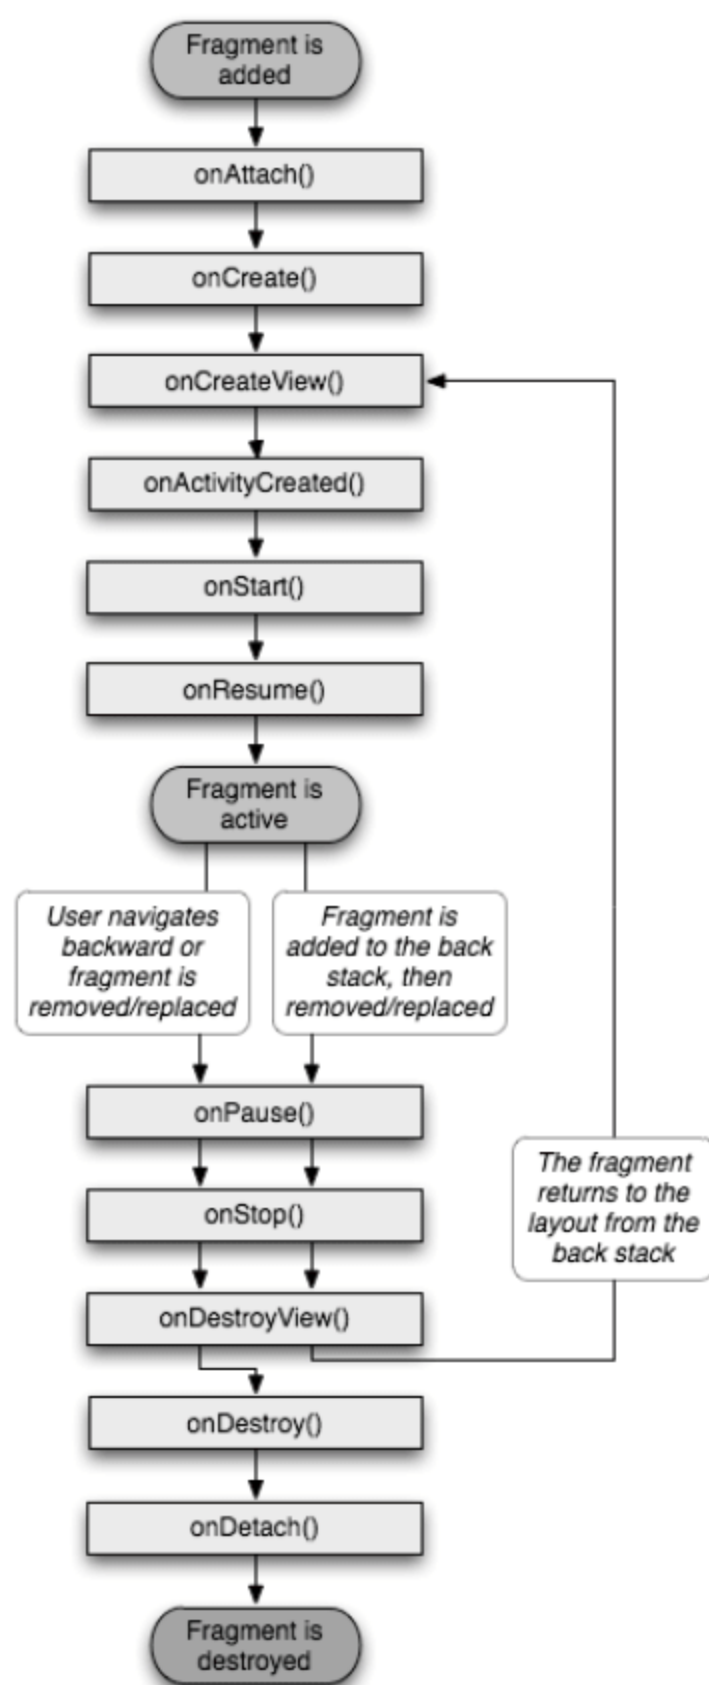 Fragment is
added
onAttach()
onCreate()
onCreateView()
onActivityCreated()
onStart()
onResume()
Fragment is
active
User navigates
backward or
fragment is
removed/replaced
Fragment is
added to the back
stack, then
removed/replaced
onPause()
onStop()
onDestroyView()
The fragment
returns to the
layout from the
back stack
onDestroy()
onDetach()
Fragment is
destroyed